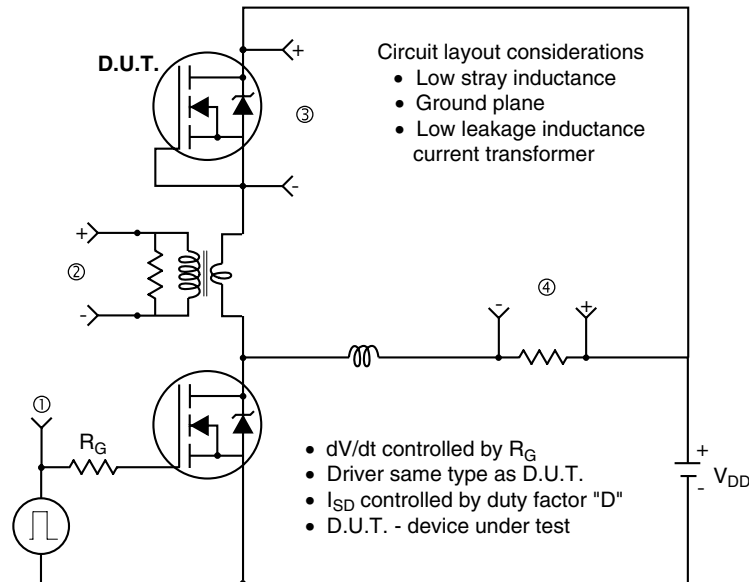 D.U.T.
+
-
③
Circuit layout considerations
• Low stray inductance
• Ground plane
• Low leakage inductance
current transformer
+
②
-
-
④
+
①
R_G
• dV/dt controlled by R_G
• Driver same type as D.U.T.
• I_SD controlled by duty factor "D"
• D.U.T. - device under test
+
V_DD
-